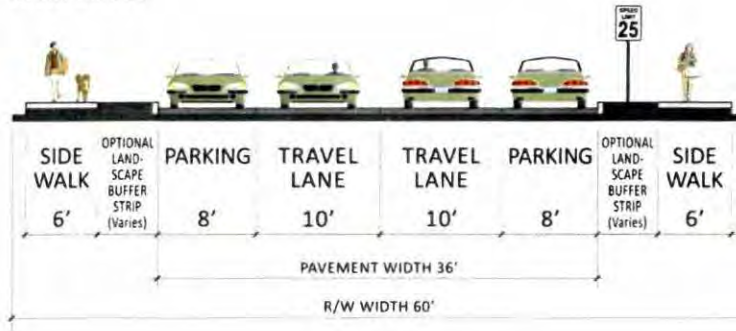 SPEED
LIMIT
25
SIDE
WALK
6'
OPTIONAL
LAND-
SCAPE
BUFFER
STRIP
(Varies)
PARKING
8'
TRAVEL
LANE
10'
TRAVEL
LANE
10'
PARKING
8'
OPTIONAL
LAND-
SCAPE
BUFFER
STRIP
(Varies)
SIDE
WALK
6'
PAVEMENT WIDTH 36'
R/W WIDTH 60'